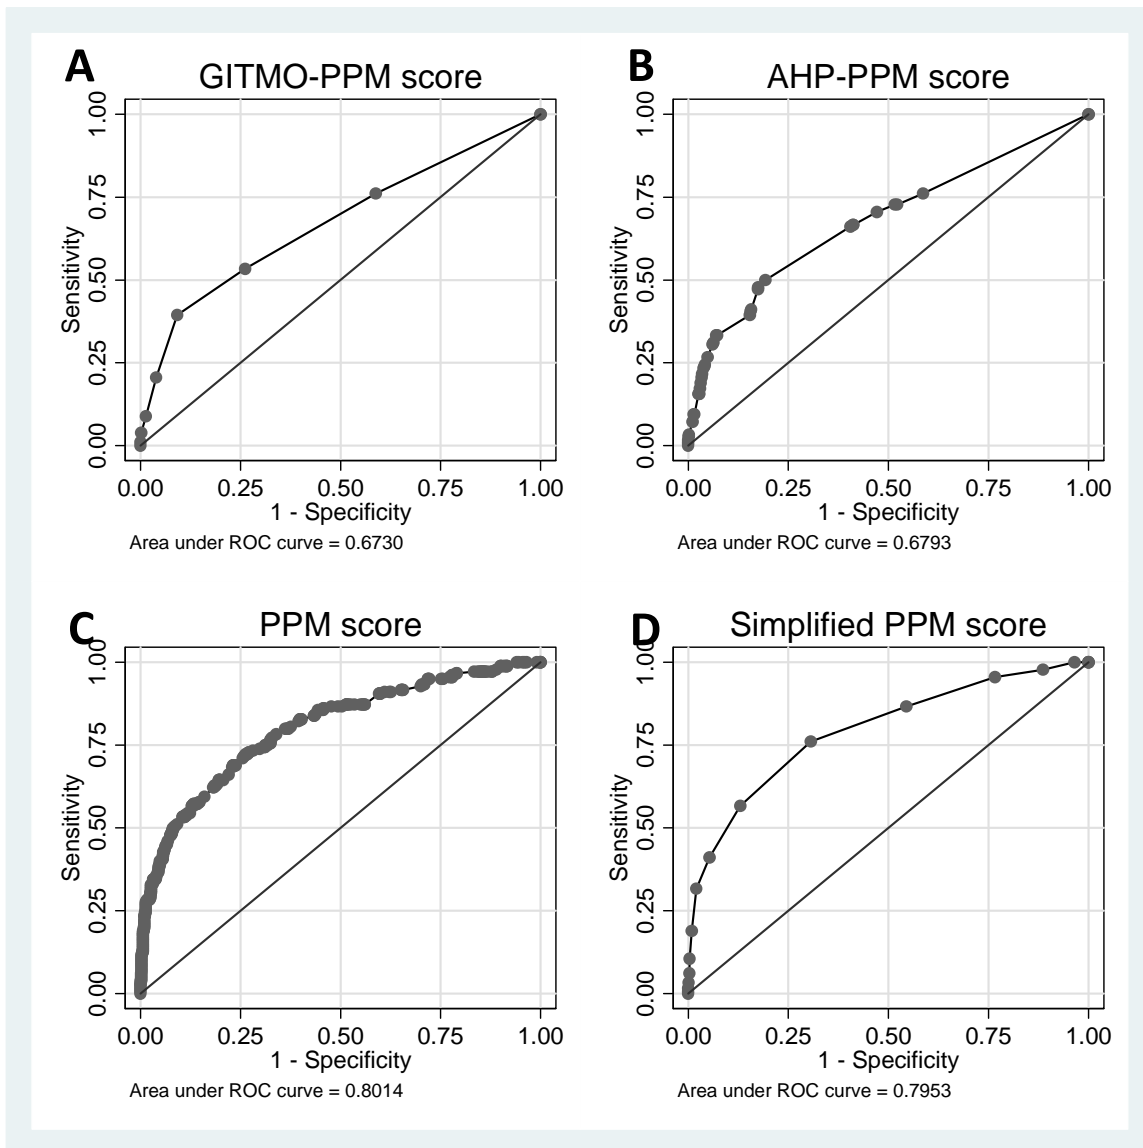 A
GITMO-PPM score
Sensitivity
1.00
0.75
0.50
0.25
0.00
0.00 0.25 0.50 0.75 1.00
1 - Specificity
Area under ROC curve = 0.6730
B
AHP-PPM score
Sensitivity
1.00
0.75
0.50
0.25
0.00
0.00 0.25 0.50 0.75 1.00
1 - Specificity
Area under ROC curve = 0.6793
C
PPM score
Sensitivity
1.00
0.75
0.50
0.25
0.00
0.00 0.25 0.50 0.75 1.00
1 - Specificity
Area under ROC curve = 0.8014
D
Simplified PPM score
Sensitivity
1.00
0.75
0.50
0.25
0.00
0.00 0.25 0.50 0.75 1.00
1 - Specificity
Area under ROC curve = 0.7953